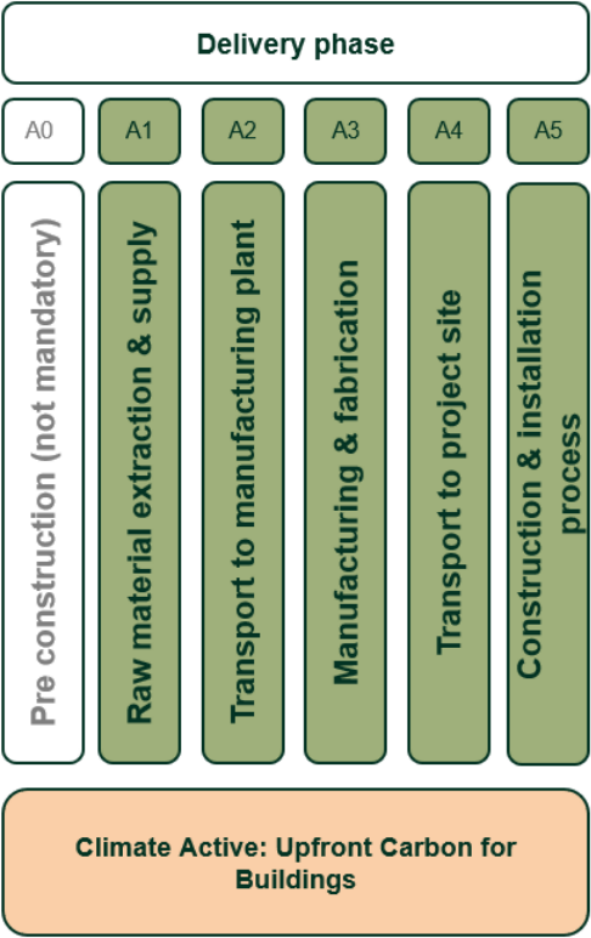 Delivery phase
A0
A1
A2
A3
A4
A5
Pre construction (not mandatory)
Raw material extraction & supply
Transport to manufacturing plant
Manufacturing & fabrication
Transport to project site
Construction & installation
process
Climate Active: Upfront Carbon for
Buildings